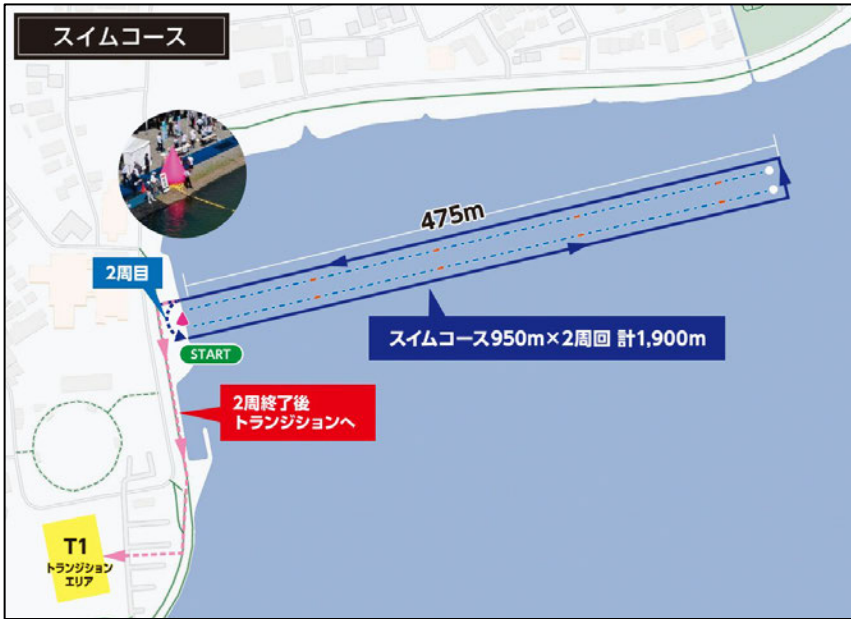 スイムコース
475m
2周目
スイムコース950m×2周回 計1,900m
START
2周終了後
トランジションへ
T1
トランジション
エリア